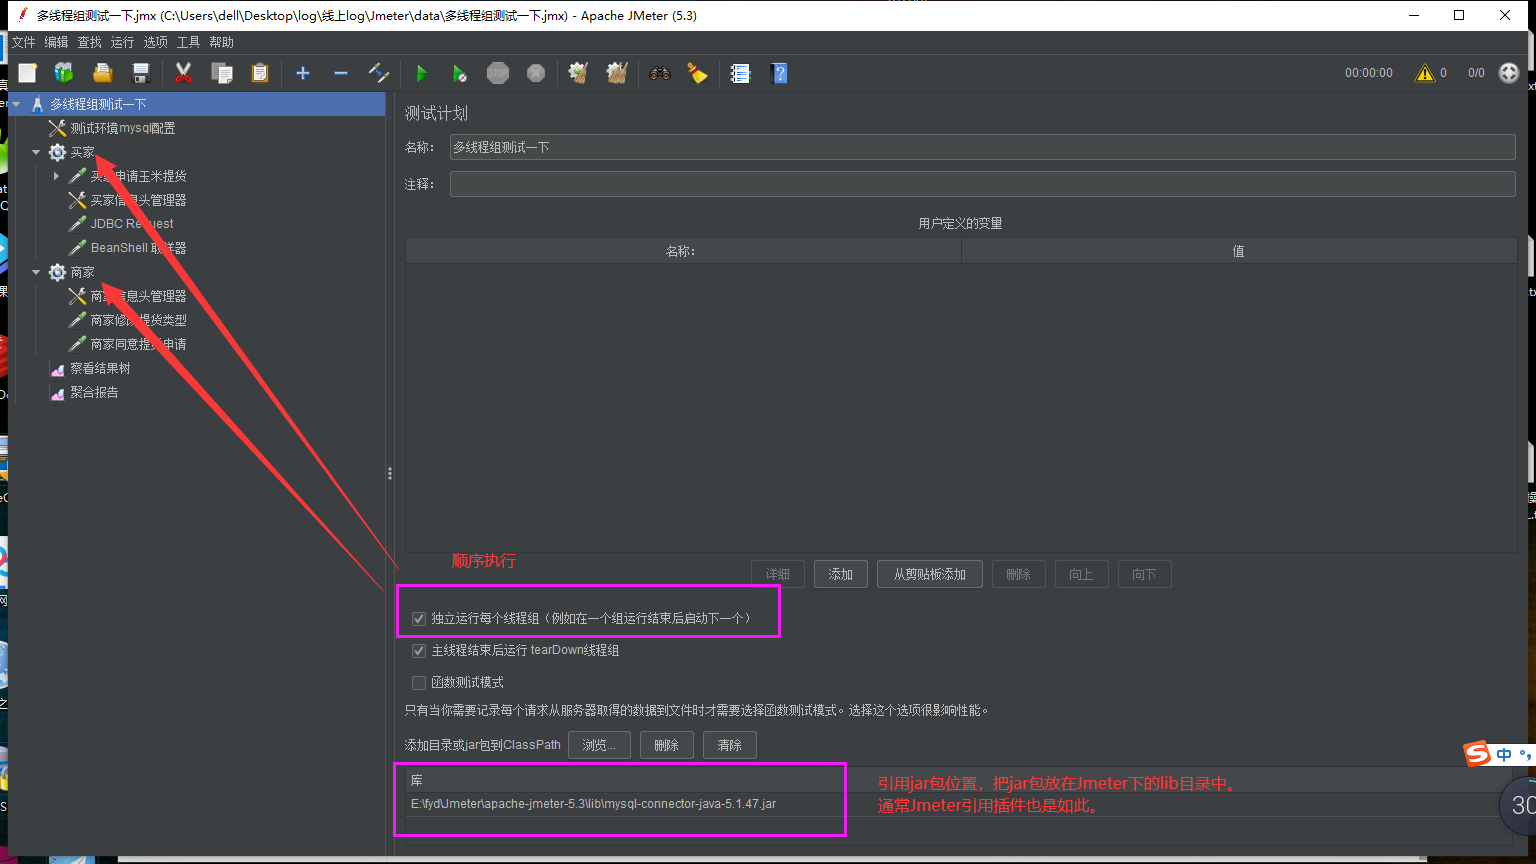 多线程组测试一下.jmx (C:\Users\dell\Desktop\log\线上log\Jmeter\data\多线程组测试一下.jmx) - Apache JMeter (5.3)
文件 编辑 查找 运行 选项 工具 帮助
00:00:00 0 0/0
多线程组测试一下
测试环境mysql配置
买家
买家申请玉米提货
买家信息头管理器
JDBC Request
BeanShell 取样器
商家
商家信息头管理器
商家修改提货类型
商家同意提货申请
察看结果树
聚合报告
测试计划
名称: 多线程组测试一下
注释:
用户定义的变量
名称: 值
顺序执行
详细 添加 从剪贴板添加 删除 向上 向下
独立运行每个线程组（例如在一个组运行结束后启动下一个）
主线程结束后运行 tearDown线程组
函数测试模式
只有当你需要记录每个请求从服务器取得的数据到文件时才需要选择函数测试模式。选择这个选项很影响性能。
添加目录或jar包到ClassPath 浏览... 删除 清除
库
E:\fyd\Jmeter\apache-jmeter-5.3\lib\mysql-connector-java-5.1.47.jar
引用jar包位置，把jar包放在Jmeter下的lib目录中。
通常Jmeter引用插件也是如此。
中
30